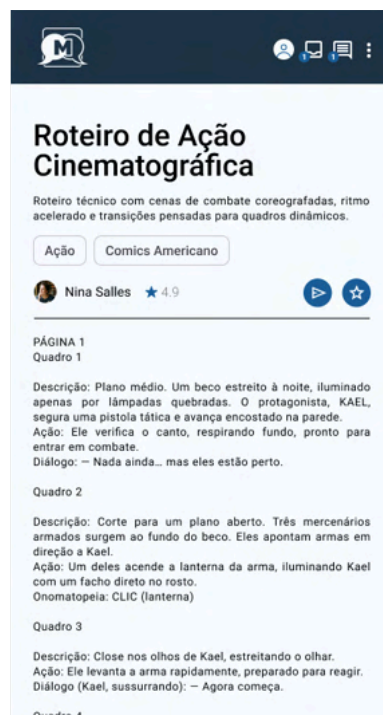 M
1
1
Roteiro de Ação
Cinematográfica
Roteiro técnico com cenas de combate coreografadas, ritmo
acelerado e transições pensadas para quadros dinâmicos.
Ação
Comics Americano
Nina Salles
4.9
PÁGINA 1
Quadro 1
Descrição: Plano médio. Um beco estreito à noite, iluminado
apenas por lâmpadas quebradas. O protagonista, KAEL,
segura uma pistola tática e avança encostado na parede.
Ação: Ele verifica o canto, respirando fundo, pronto para
entrar em combate.
Diálogo: — Nada ainda... mas eles estão perto.
Quadro 2
Descrição: Corte para um plano aberto. Três mercenários
armados surgem ao fundo do beco. Eles apontam armas em
direção a Kael.
Ação: Um deles acende a lanterna da arma, iluminando Kael
com um facho direto no rosto.
Onomatopeia: CLIC (lanterna)
Quadro 3
Descrição: Close nos olhos de Kael, estreitando o olhar.
Ação: Ele levanta a arma rapidamente, preparado para reagir.
Diálogo (Kael, sussurrando): — Agora começa.
Quadro 4